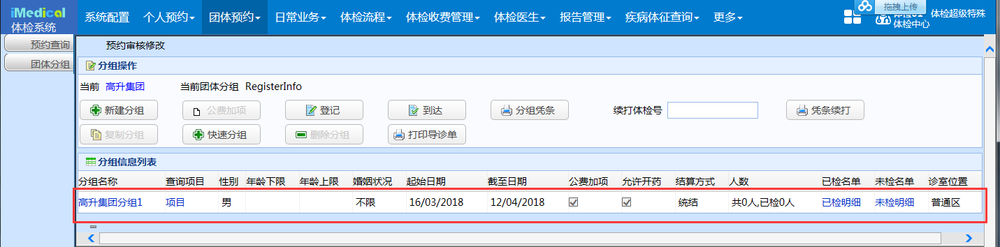 iMedical
体检系统
系统配置 个人预约 团体预约 日常业务 体检流程 体检收费管理 体检医生 报告管理 疾病体征查询 更多
拖拽上传
体检01 体检超级特殊
体检中心
预约查询
团体分组
预约审核修改
分组操作
当前 高升集团 当前团体分组 RegisterInfo
新建分组 公费加项 登记 到达 分组凭条 续打体检号 凭条续打
复制分组 快速分组 删除分组 打印导诊单
分组信息列表
分组名称 查询项目 性别 年龄下限 年龄上限 婚姻状况 起始日期 截至日期 公费加项 允许开药 结算方式 人数 已检名单 未检名单 诊室位置
高升集团分组1 项目 男 不限 16/03/2018 12/04/2018 统结 共0人,已检0人 已检明细 未检明细 普通区